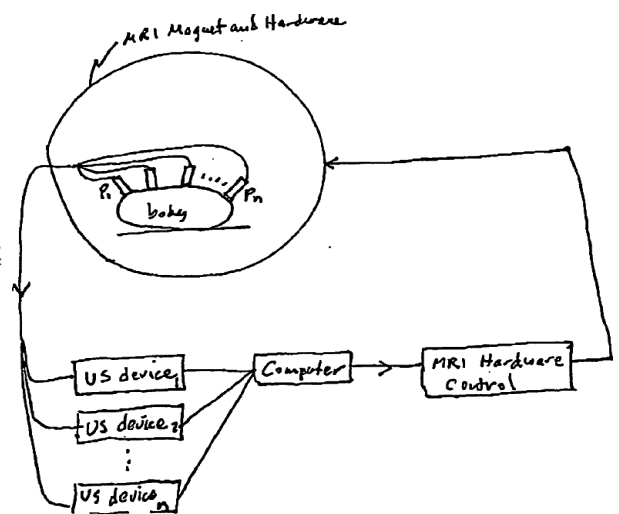 MRI Magnet and Hardware
P1
Pn
body
US device1
Computer
MRI Hardware
Control
US device2
US devicen